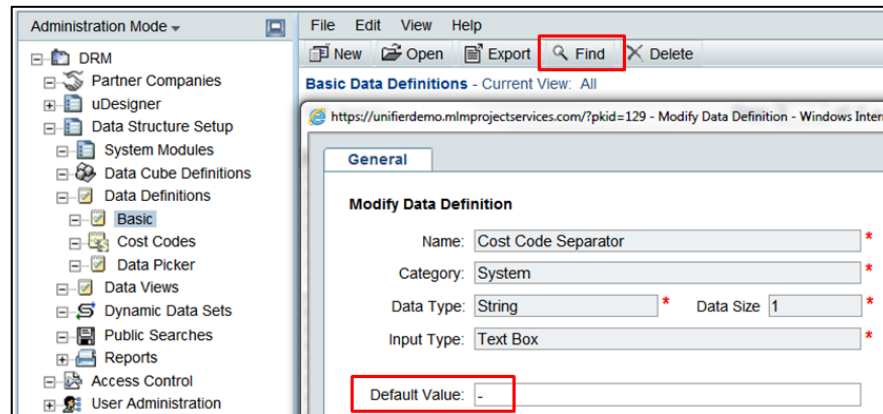 Administration Mode
File Edit View Help
New Open Export Find Delete
Basic Data Definitions - Current View: All
DRM
Partner Companies
uDesigner
Data Structure Setup
System Modules
Data Cube Definitions
Data Definitions
Basic
Cost Codes
Data Picker
Data Views
Dynamic Data Sets
Public Searches
Reports
Access Control
User Administration
https://unifierdemo.mlmprojectservices.com/?pkid=129 - Modify Data Definition - Windows Inter
General
Modify Data Definition
Name: Cost Code Separator *
Category: System *
Data Type: String * Data Size 1 *
Input Type: Text Box *
Default Value: -